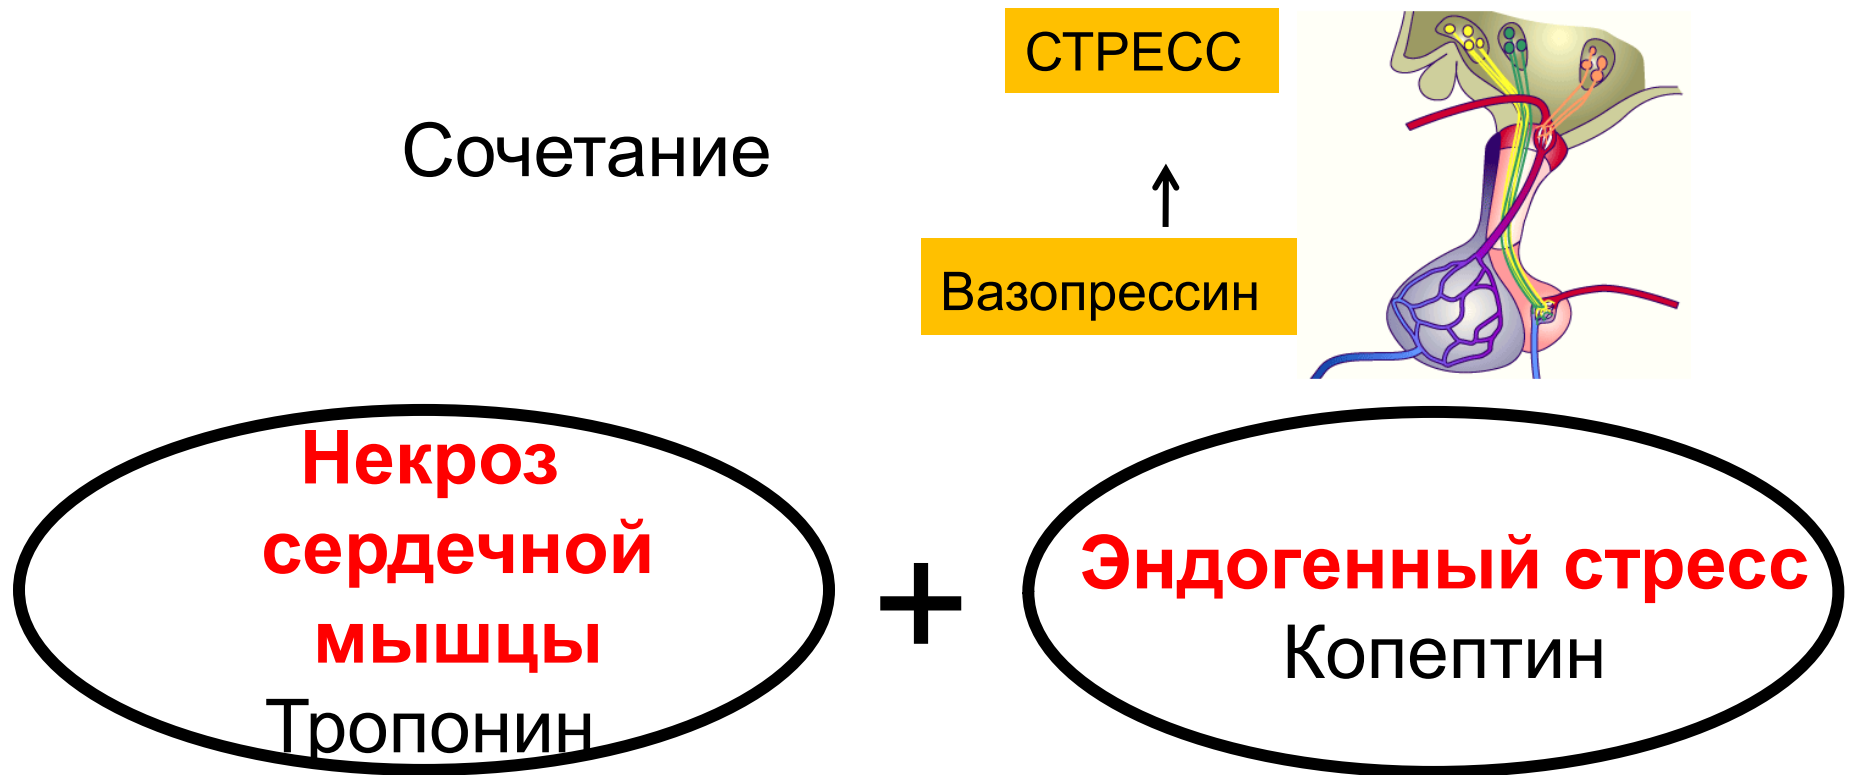 СТРЕСС
Сочетание
Вазопрессин
Некроз
сердечной
мышцы
Тропонин
+
Эндогенный стресс
Копептин